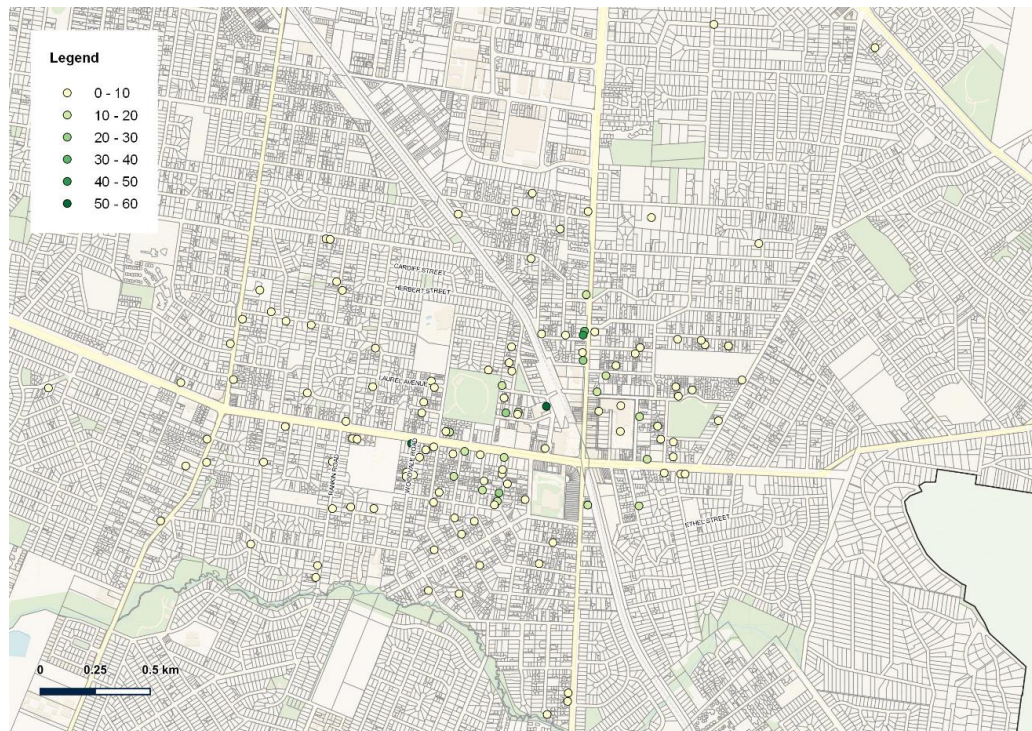 Legend
0 - 10
10 - 20
20 - 30
30 - 40
40 - 50
50 - 60
CARDIFF STREET
HERBERT STREET
LAUREL AVENUE
ETHEL STREET
0 0.25 0.5 km